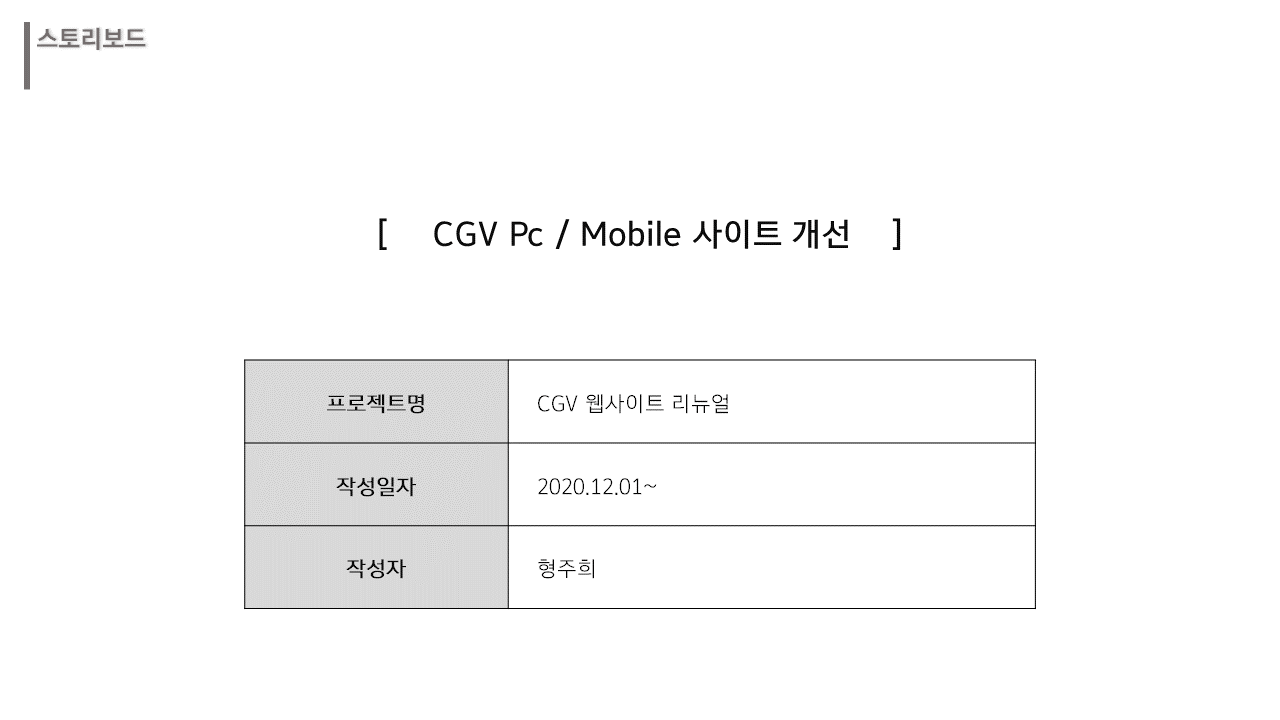 스토리보드
[ CGV Pc / Mobile 사이트 개선 ]
프로젝트명 CGV 웹사이트 리뉴얼
작성일자 2020.12.01~
작성자 형주희